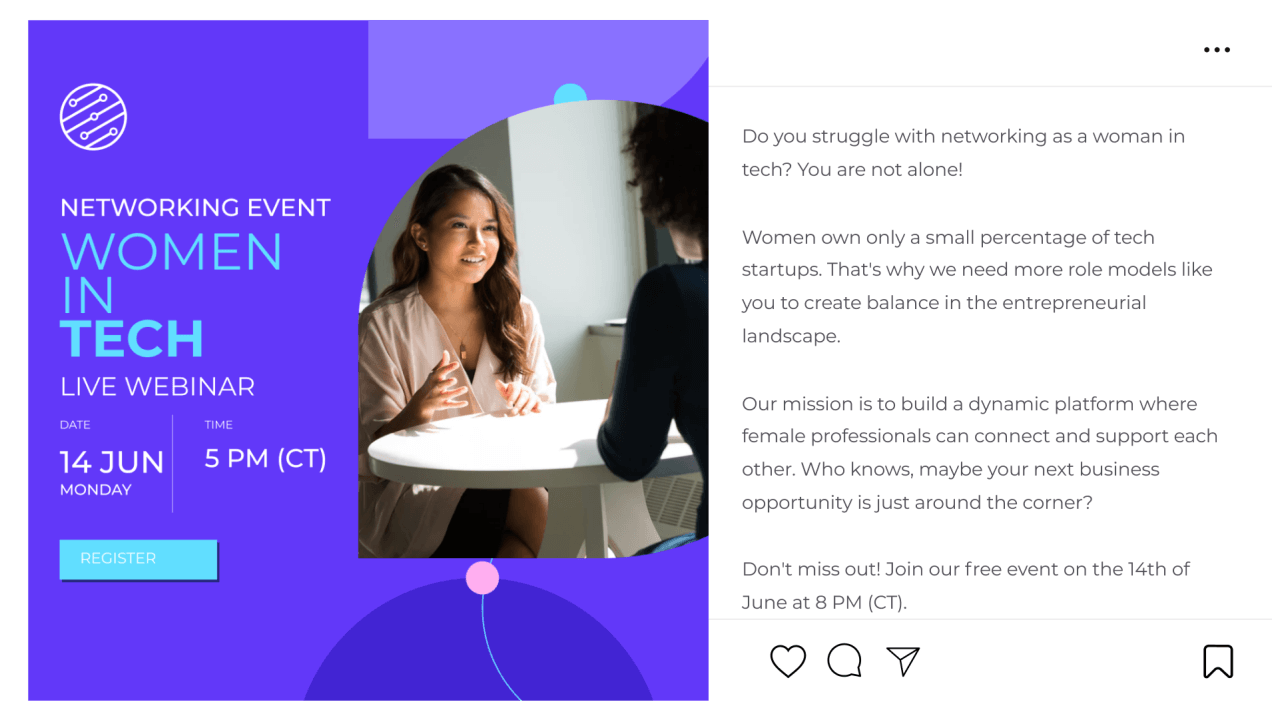 NETWORKING EVENT
WOMEN
IN
TECH
LIVE WEBINAR
DATE
14 JUN
MONDAY
TIME
5 PM (CT)
REGISTER
Do you struggle with networking as a woman in
tech? You are not alone!
Women own only a small percentage of tech
startups. That's why we need more role models like
you to create balance in the entrepreneurial
landscape.
Our mission is to build a dynamic platform where
female professionals can connect and support each
other. Who knows, maybe your next business
opportunity is just around the corner?
Don't miss out! Join our free event on the 14th of
June at 8 PM (CT).